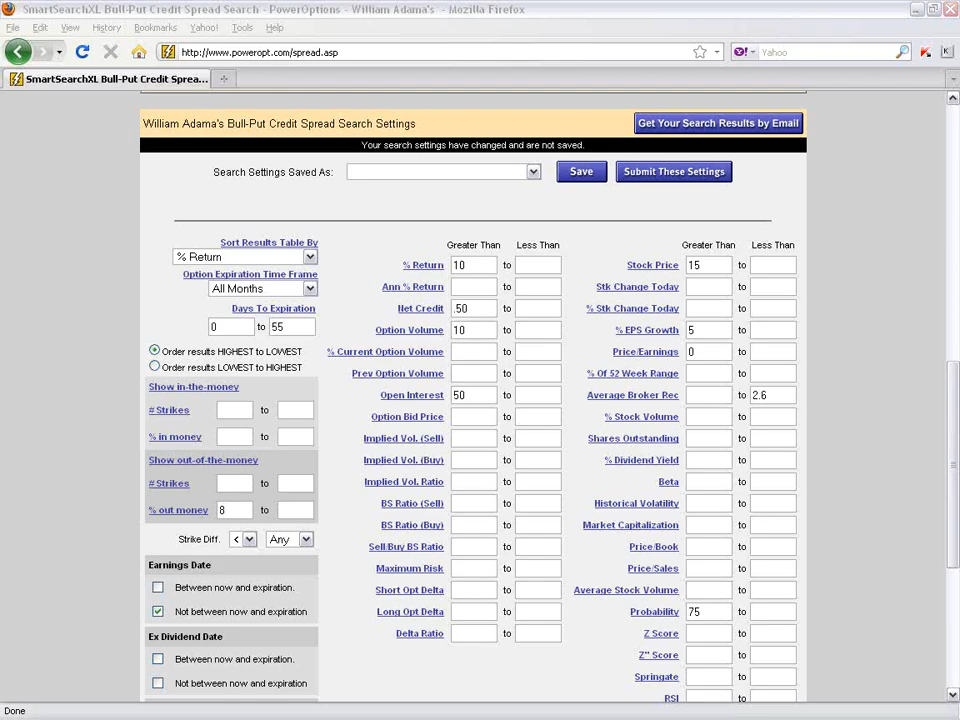 SmartSearchXL Bull-Put Credit Spread Search - PowerOptions - William Adama's - Mozilla Firefox
File Edit View History Bookmarks Yahoo! Tools Help
http://www.poweropt.com/spread.asp
Yahoo
SmartSearchXL Bull-Put Credit Sprea...
William Adama's Bull-Put Credit Spread Search Settings
Get Your Search Results by Email
Your search settings have changed and are not saved.
Search Settings Saved As:
Save
Submit These Settings
Sort Results Table By
% Return
Option Expiration Time Frame
All Months
Days To Expiration
0 to 55
Order results HIGHEST to LOWEST
Order results LOWEST to HIGHEST
Show in-the-money
# Strikes to
% in money to
Show out-of-the-money
# Strikes to
% out money 8 to
Strike Diff. < Any
Earnings Date
Between now and expiration.
Not between now and expiration
Ex Dividend Date
Between now and expiration.
Not between now and expiration
Greater Than Less Than
% Return 10 to
Ann % Return to
Net Credit .50 to
Option Volume 10 to
% Current Option Volume to
Prev Option Volume to
Open Interest 50 to
Option Bid Price to
Implied Vol. (Sell) to
Implied Vol. (Buy) to
Implied Vol. Ratio to
BS Ratio (Sell) to
BS Ratio (Buy) to
Sell/Buy BS Ratio to
Maximum Risk to
Short Opt Delta to
Long Opt Delta to
Delta Ratio to
Greater Than Less Than
Stock Price 15 to
Stk Change Today to
% Stk Change Today to
% EPS Growth 5 to
Price/Earnings 0 to
% Of 52 Week Range to
Average Broker Rec to 2.6
% Stock Volume to
Shares Outstanding to
% Dividend Yield to
Beta to
Historical Volatility to
Market Capitalization to
Price/Book to
Price/Sales to
Average Stock Volume to
Probability 75 to
Z Score to
Z" Score to
Springate to
RSI to
Done